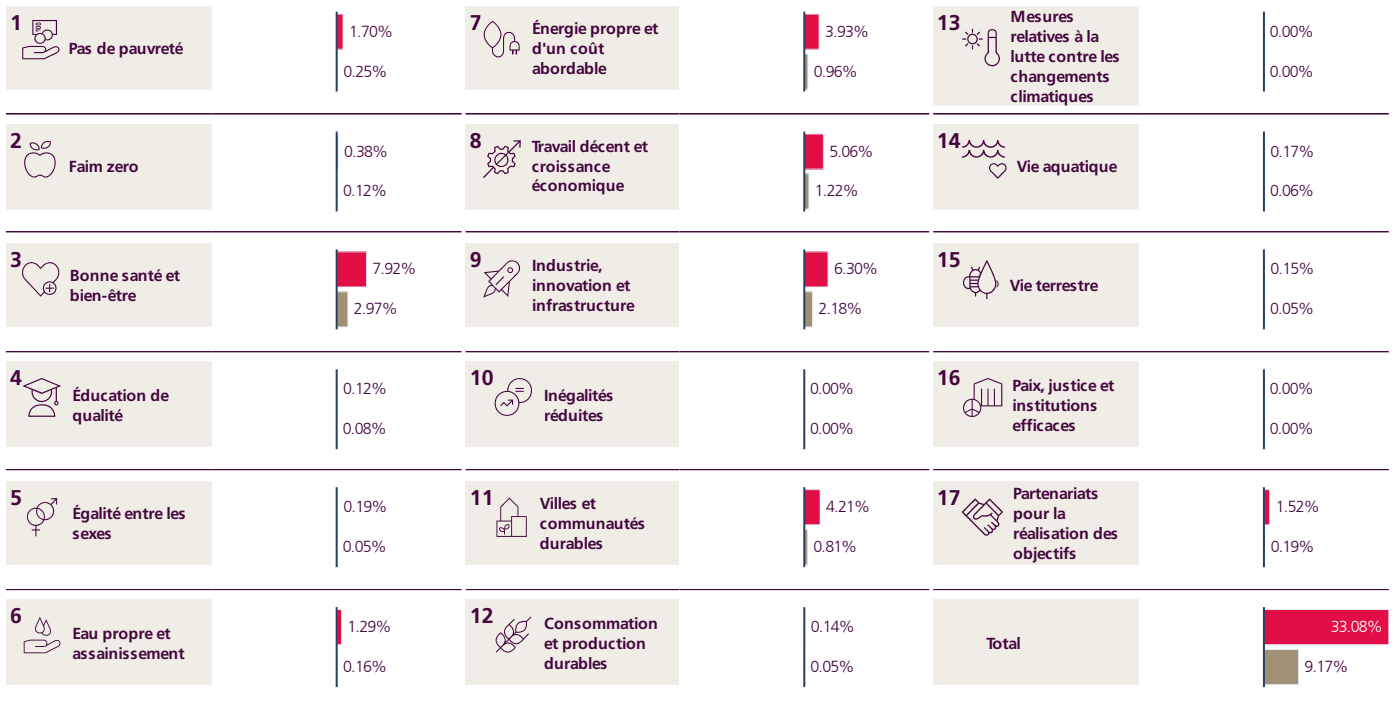 1
Pas de pauvreté
1.70%
0.25%
2
Faim zero
0.38%
0.12%
3
Bonne santé et
bien-être
7.92%
2.97%
4
Éducation de
qualité
0.12%
0.08%
5
Égalité entre les
sexes
0.19%
0.05%
6
Eau propre et
assainissement
1.29%
0.16%
7
Énergie propre et
d'un coût
abordable
3.93%
0.96%
8
Travail décent et
croissance
économique
5.06%
1.22%
9
Industrie,
innovation et
infrastructure
6.30%
2.18%
10
Inégalités
réduites
0.00%
0.00%
11
Villes et
communautés
durables
4.21%
0.81%
12
Consommation
et production
durables
0.14%
0.05%
13
Mesures
relatives à la
lutte contre les
changements
climatiques
0.00%
0.00%
14
Vie aquatique
0.17%
0.06%
15
Vie terrestre
0.15%
0.05%
16
Paix, justice et
institutions
efficaces
0.00%
0.00%
17
Partenariats
pour la
réalisation des
objectifs
1.52%
0.19%
Total
33.08%
9.17%